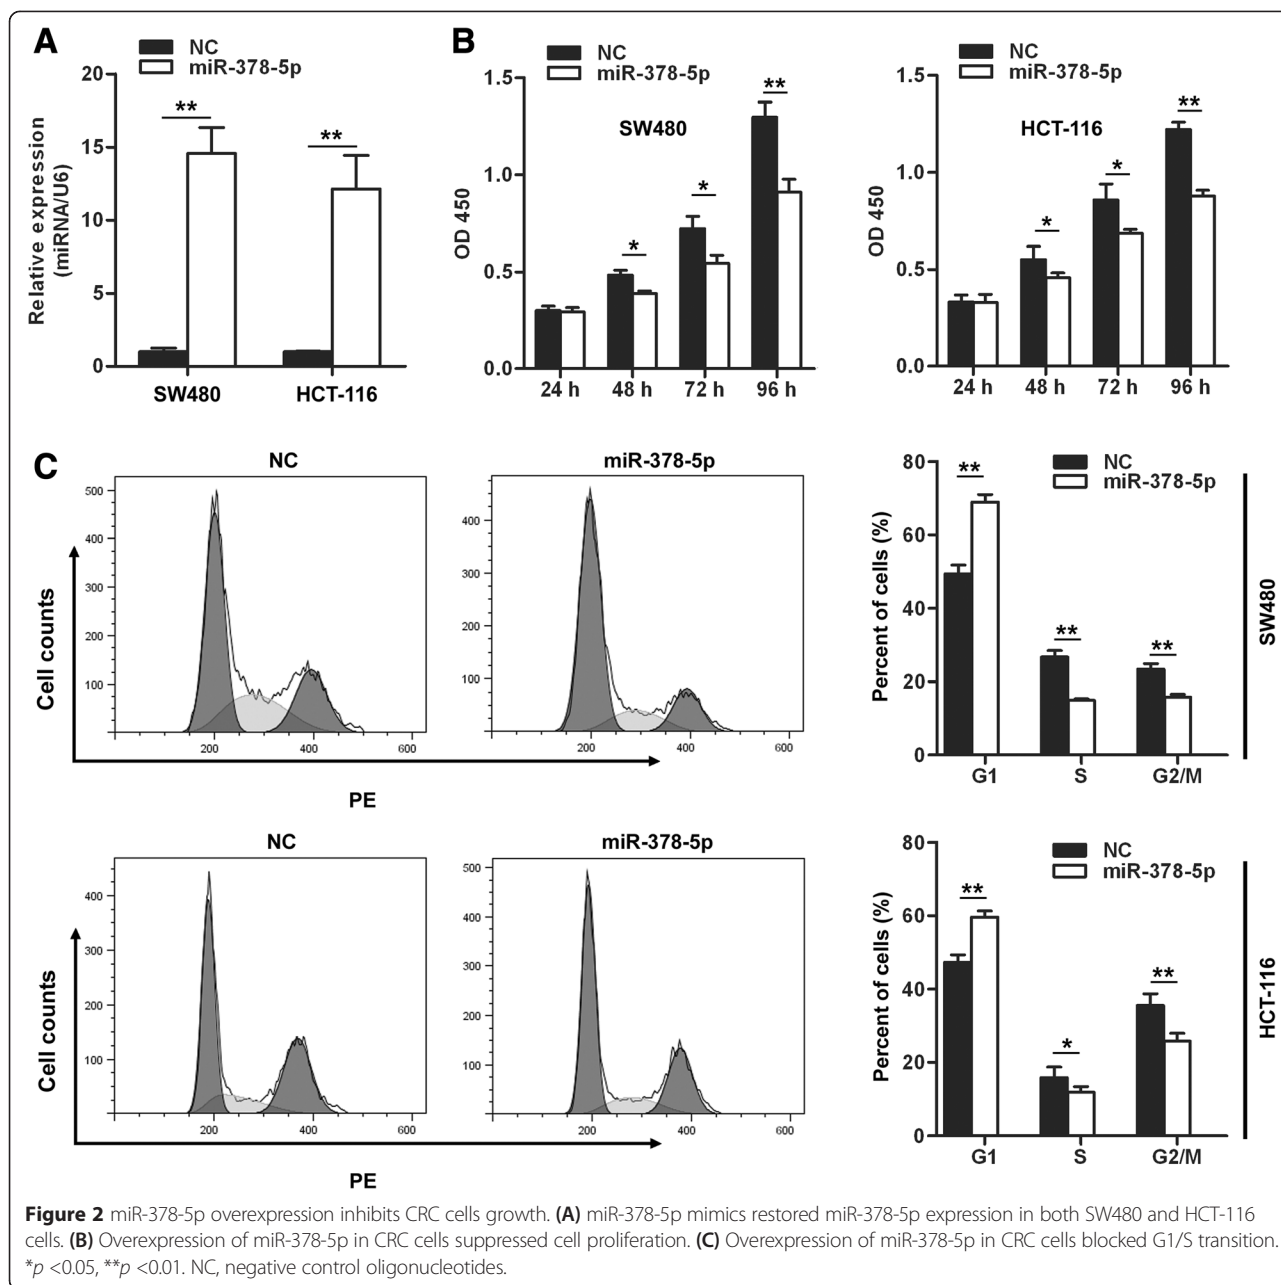 A
NC
miR-378-5p
Relative expression
(miRNA/U6)
20
15
10
5
0
**
**
SW480
HCT-116
B
NC
miR-378-5p
SW480
OD 450
1.5
1.0
0.5
0.0
*
*
**
24 h
48 h
72 h
96 h
NC
miR-378-5p
HCT-116
OD 450
1.5
1.0
0.5
0.0
*
*
**
24 h
48 h
72 h
96 h
C
NC
Cell counts
500
400
300
200
100
200
400
600
miR-378-5p
400
300
200
100
200
400
600
PE
NC
miR-378-5p
Percent of cells (%)
80
60
40
20
0
**
**
**
G1
S
G2/M
SW480
NC
Cell counts
400
300
200
100
200
400
600
miR-378-5p
500
400
300
200
100
200
400
600
PE
NC
miR-378-5p
Percent of cells (%)
80
60
40
20
0
**
*
**
G1
S
G2/M
HCT-116
Figure 2 miR-378-5p overexpression inhibits CRC cells growth. (A) miR-378-5p mimics restored miR-378-5p expression in both SW480 and HCT-116
cells. (B) Overexpression of miR-378-5p in CRC cells suppressed cell proliferation. (C) Overexpression of miR-378-5p in CRC cells blocked G1/S transition.
*p <0.05, **p <0.01. NC, negative control oligonucleotides.